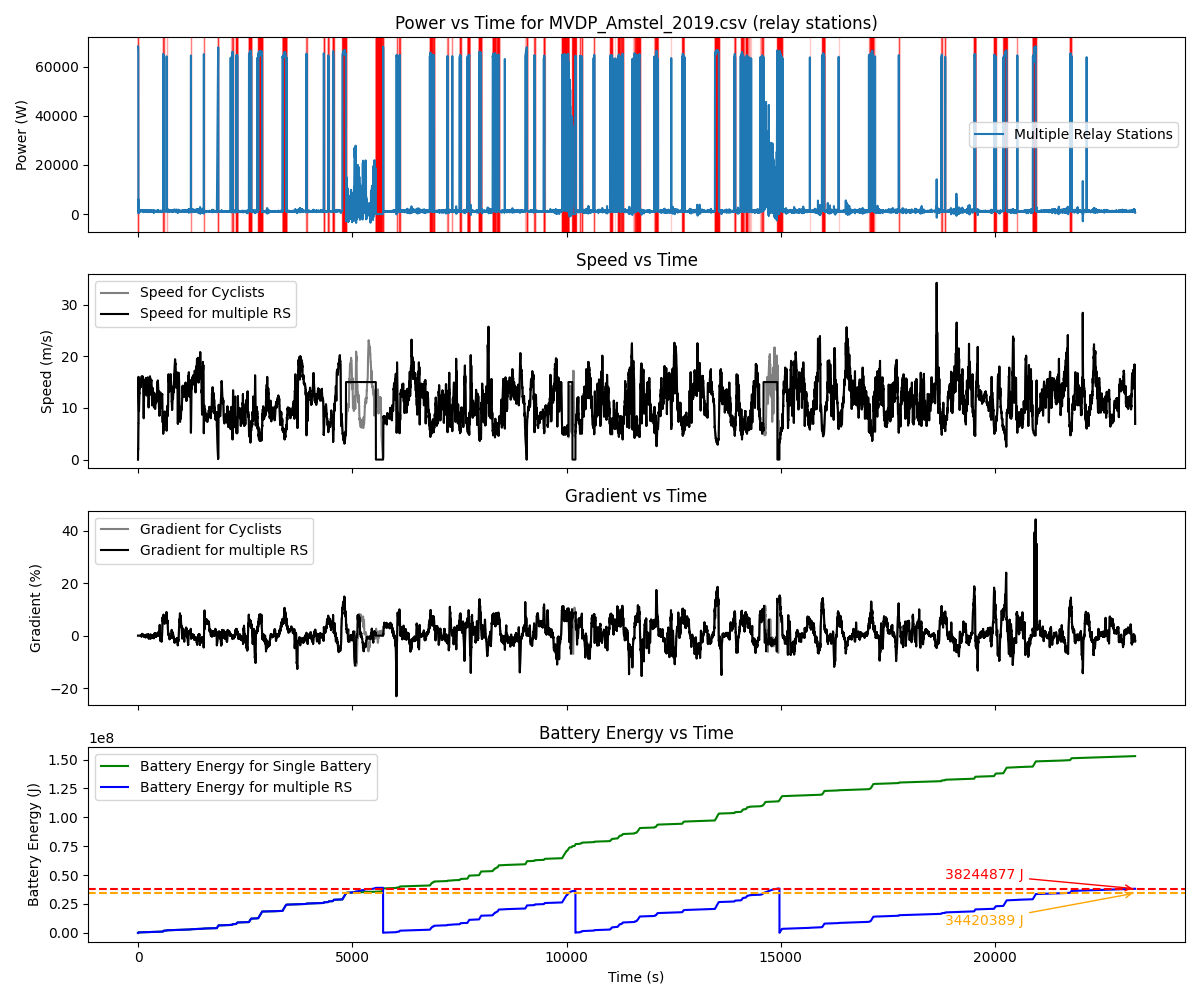 Power vs Time for MVDP_Amstel_2019.csv (relay stations)
60000
40000
20000
0
Power (W)
Multiple Relay Stations
Speed vs Time
30
20
10
0
Speed (m/s)
Speed for Cyclists
Speed for multiple RS
Gradient vs Time
40
20
0
−20
Gradient (%)
Gradient for Cyclists
Gradient for multiple RS
Battery Energy vs Time
1e8
1.50
1.25
1.00
0.75
0.50
0.25
0.00
Battery Energy (J)
Battery Energy for Single Battery
Battery Energy for multiple RS
38244877 J
34420389 J
0 5000 10000 15000 20000
Time (s)